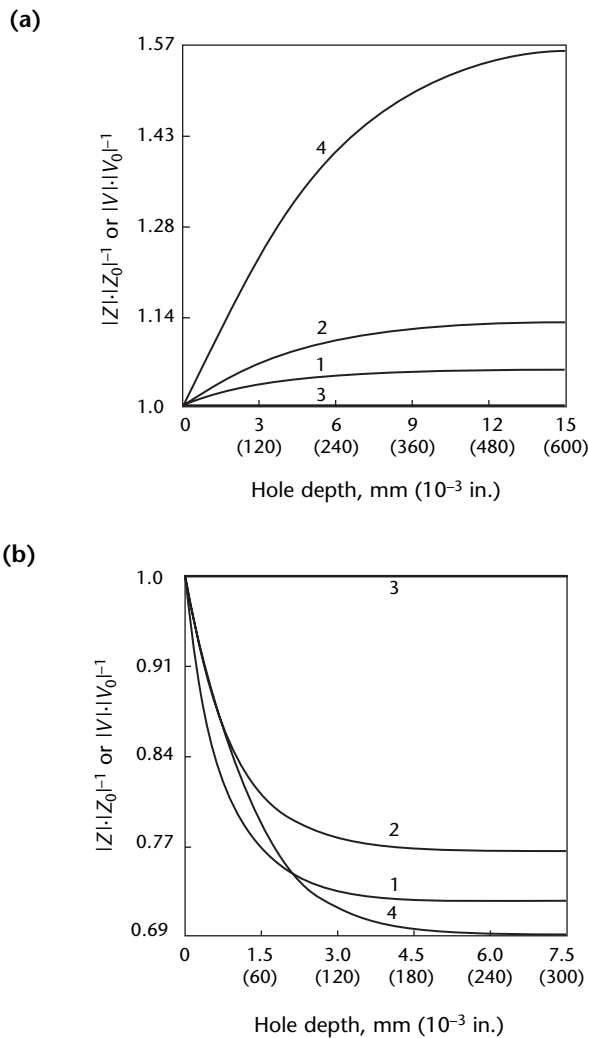 (a)
1.57
1.43
1.28
1.14
1.0
|Z|·|Z₀|⁻¹ or |V|·|V₀|⁻¹
4
2
1
3
0 3 6 9 12 15
(120) (240) (360) (480) (600)
Hole depth, mm (10⁻³ in.)
(b)
1.0
0.91
0.84
0.77
0.69
|Z|·|Z₀|⁻¹ or |V|·|V₀|⁻¹
3
2
1
4
0 1.5 3.0 4.5 6.0 7.5
(60) (120) (180) (240) (300)
Hole depth, mm (10⁻³ in.)